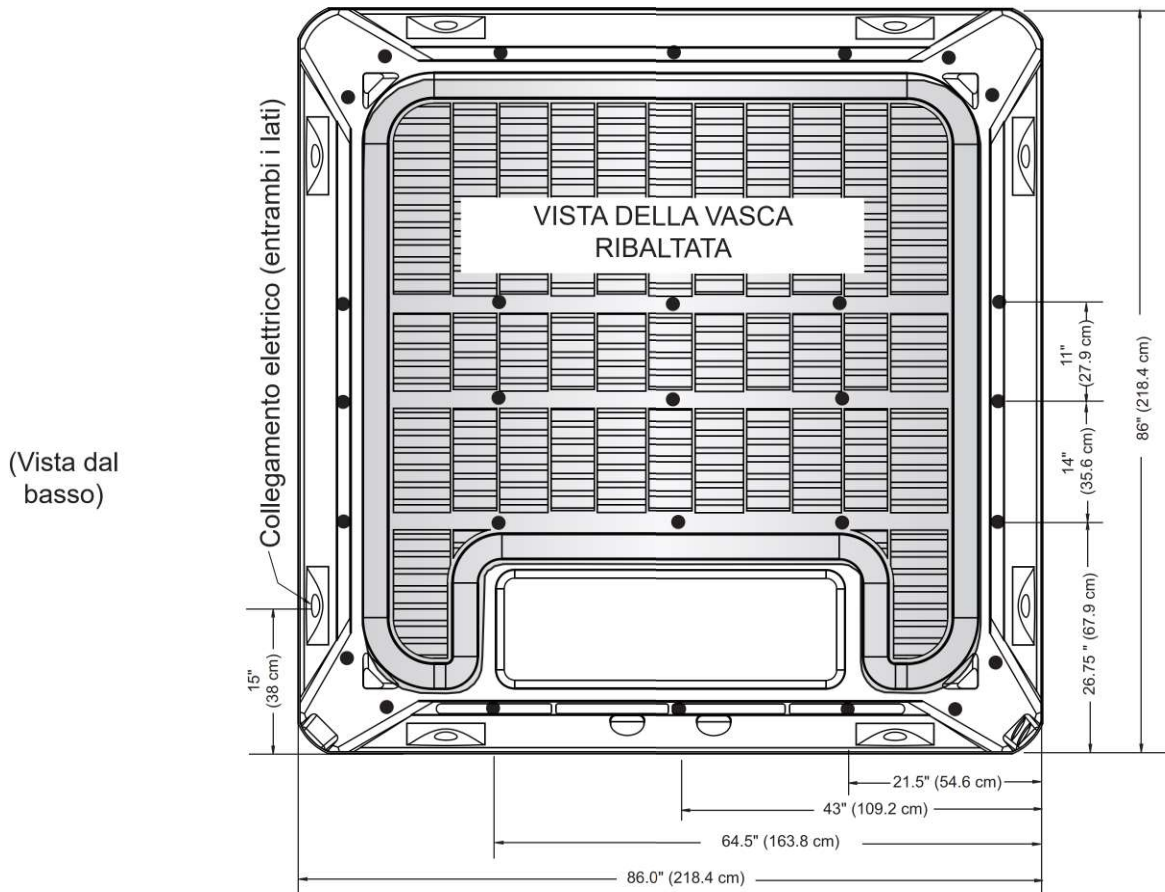 VISTA DELLA VASCA
RIBALTATA
(Vista dal
basso)
Collegamento elettrico (entrambi i lati)
15"
(38 cm)
11"
(27.9 cm)
14"
(35.6 cm)
26.75 " (67.9 cm)
86" (218.4 cm)
21.5" (54.6 cm)
43" (109.2 cm)
64.5" (163.8 cm)
86.0" (218.4 cm)